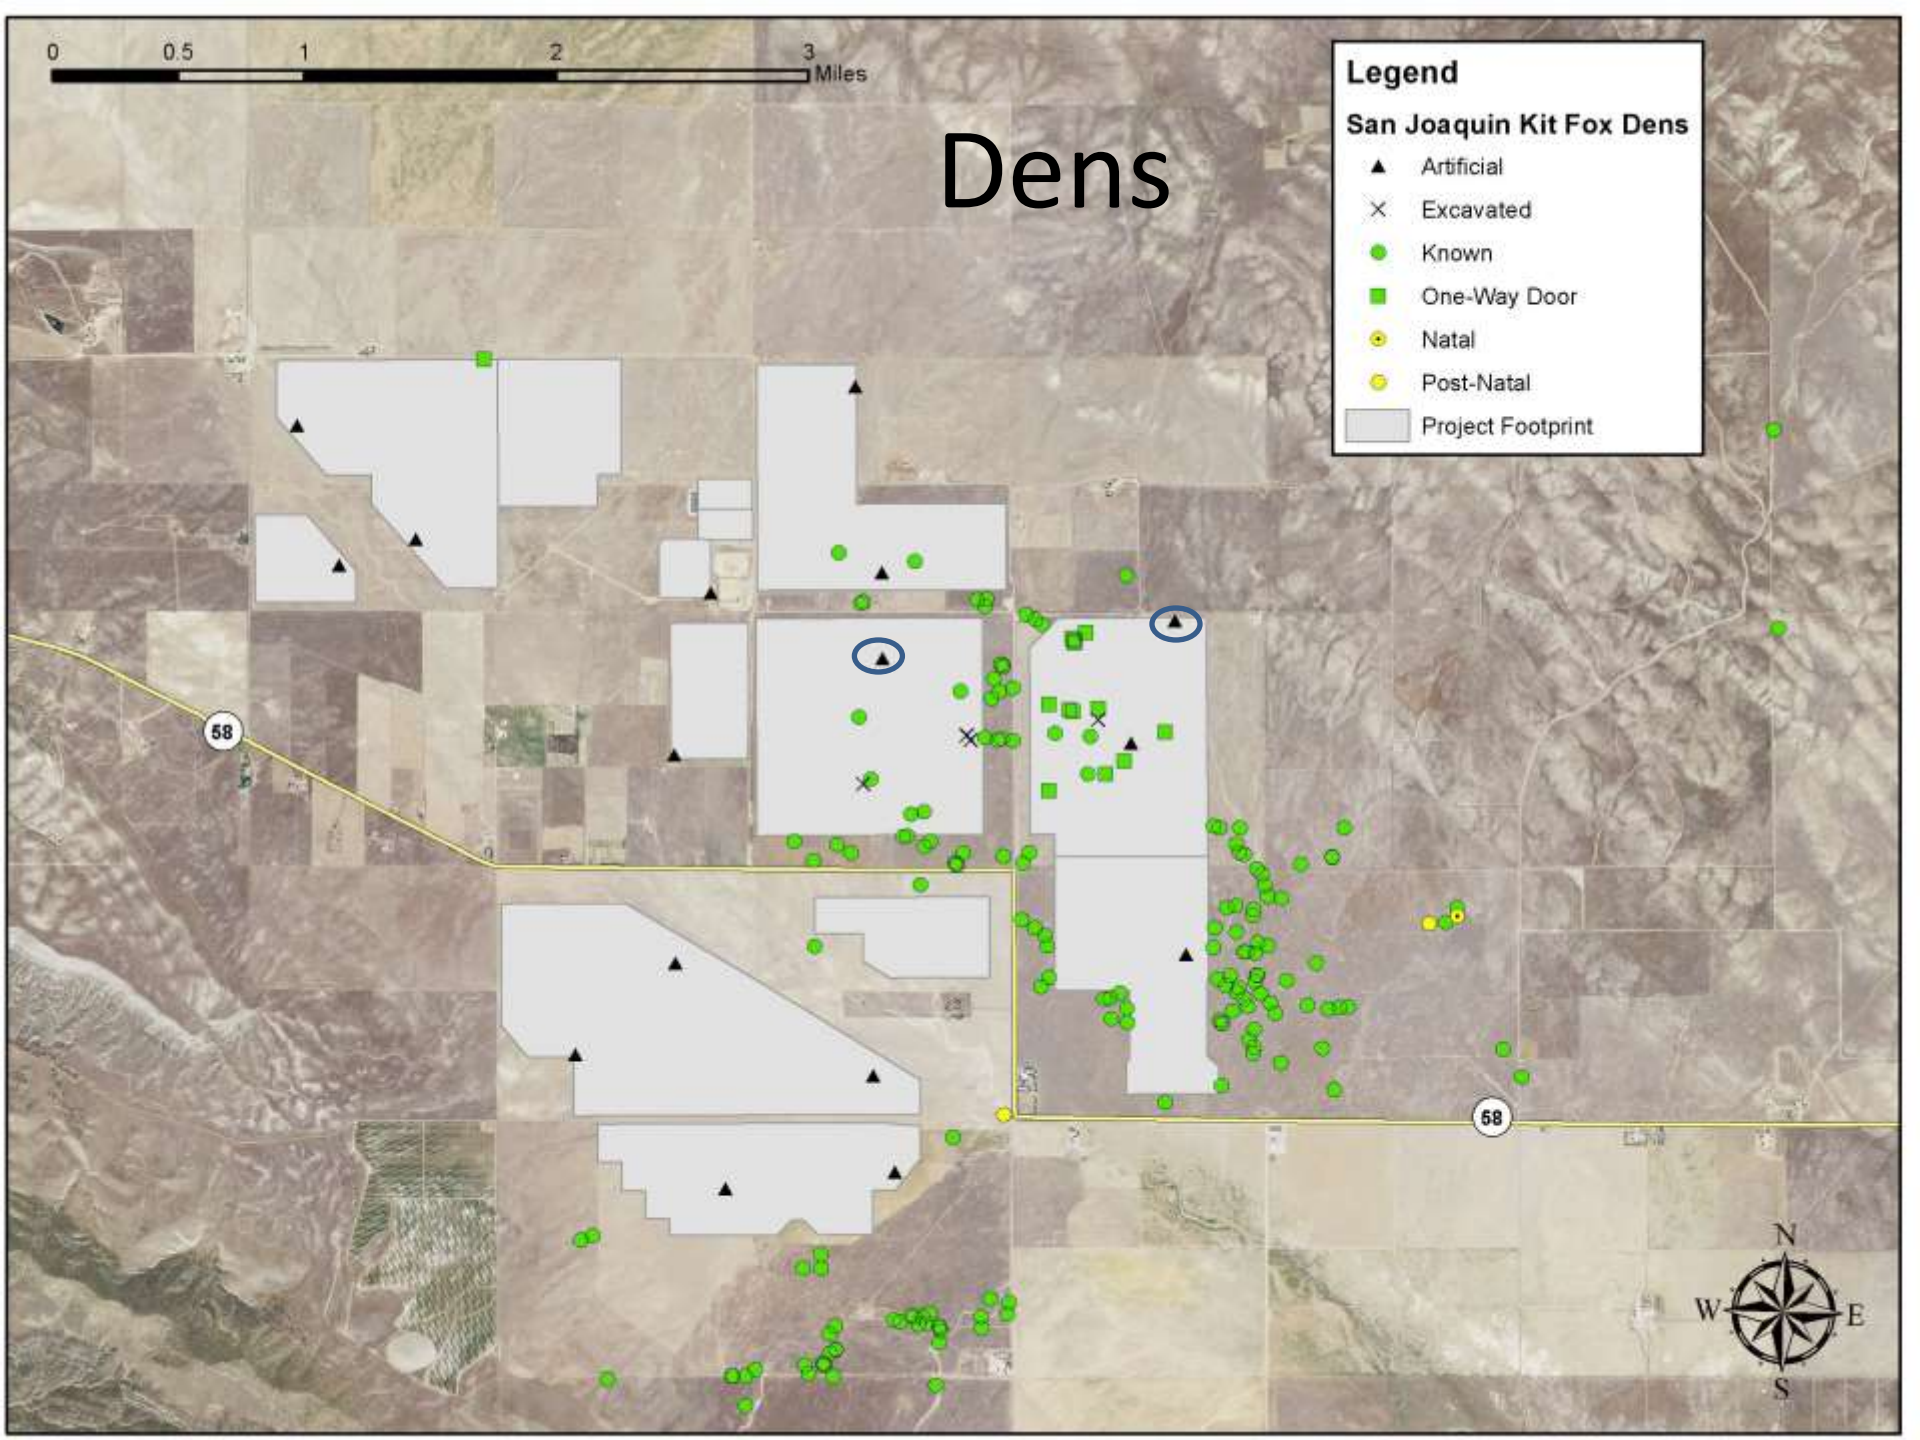 0 0.5 1 2 3
Miles
Dens
Legend
San Joaquin Kit Fox Dens
Artificial
Excavated
Known
One-Way Door
Natal
Post-Natal
Project Footprint
58
58
N
W E
S